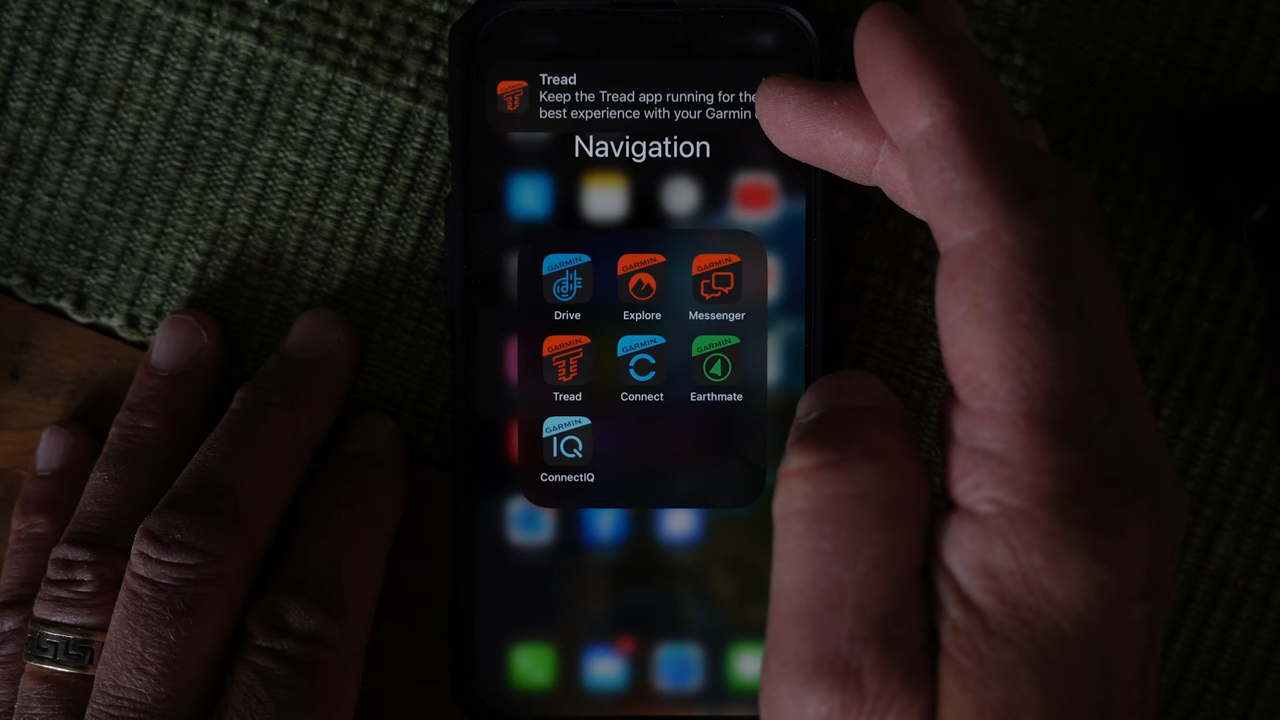 Tread
Keep the Tread app running for the
best experience with your Garmin
Navigation
GARMIN GARMIN GARMIN
Drive Explore Messenger
GARMIN GARMIN GARMIN
Tread Connect Earthmate
GARMIN
IQ
ConnectIQ